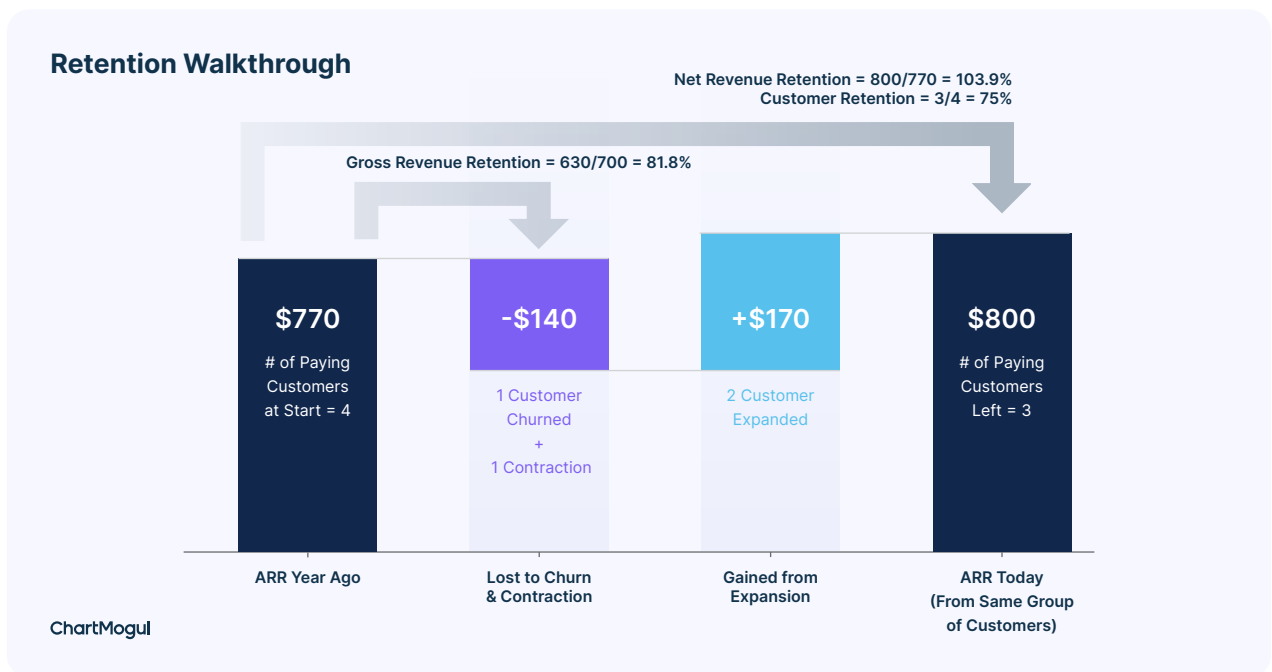 Retention Walkthrough
Net Revenue Retention = 800/770 = 103.9%
Customer Retention = 3/4 = 75%
Gross Revenue Retention = 630/700 = 81.8%
$770
# of Paying
Customers
at Start = 4
-$140
1 Customer
Churned
+
1 Contraction
+$170
2 Customer
Expanded
$800
# of Paying
Customers
Left = 3
ARR Year Ago
Lost to Churn
& Contraction
Gained from
Expansion
ARR Today
(From Same Group
of Customers)
ChartMogul